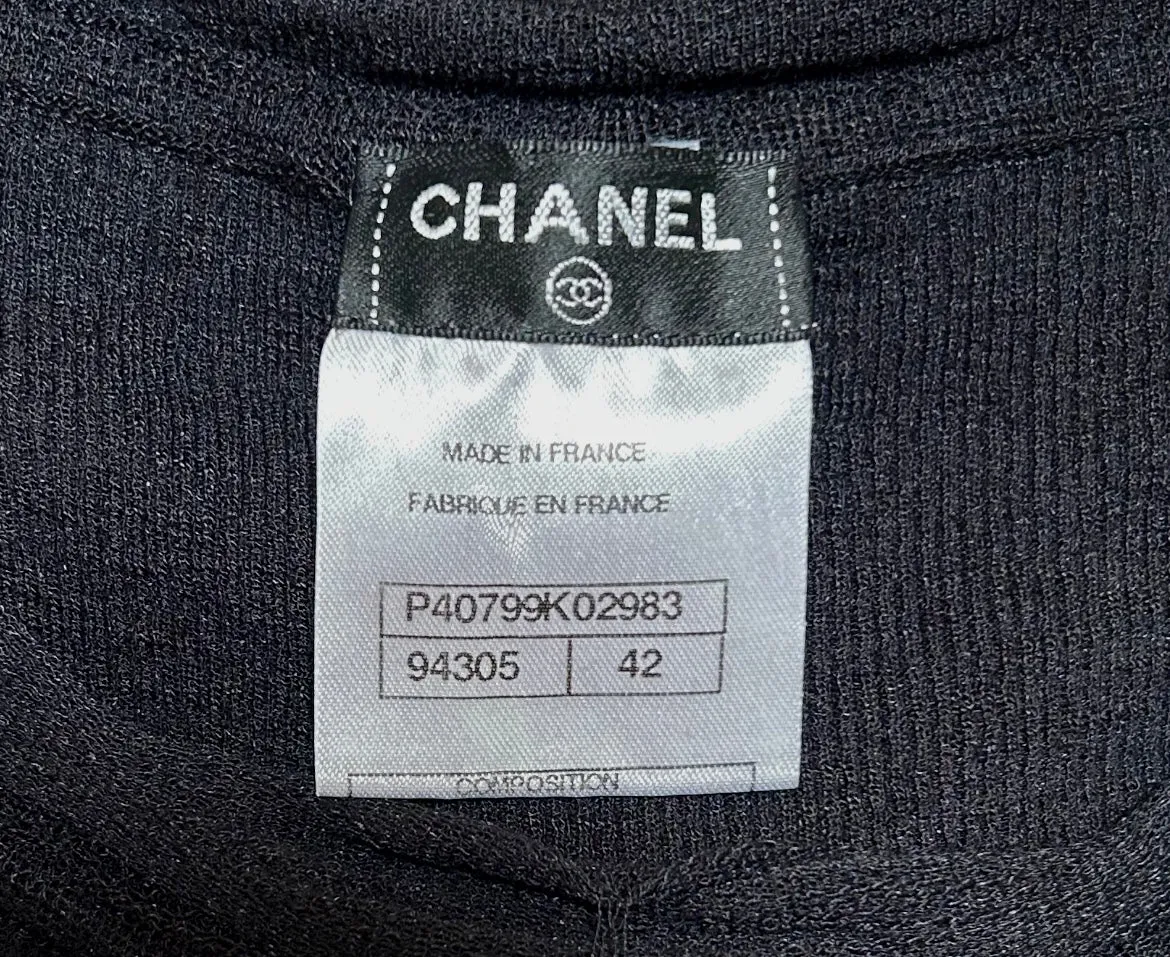 CHANEL
MADE IN FRANCE
FABRIQUE EN FRANCE
P40799K02983
94305 42
COMPOSITION